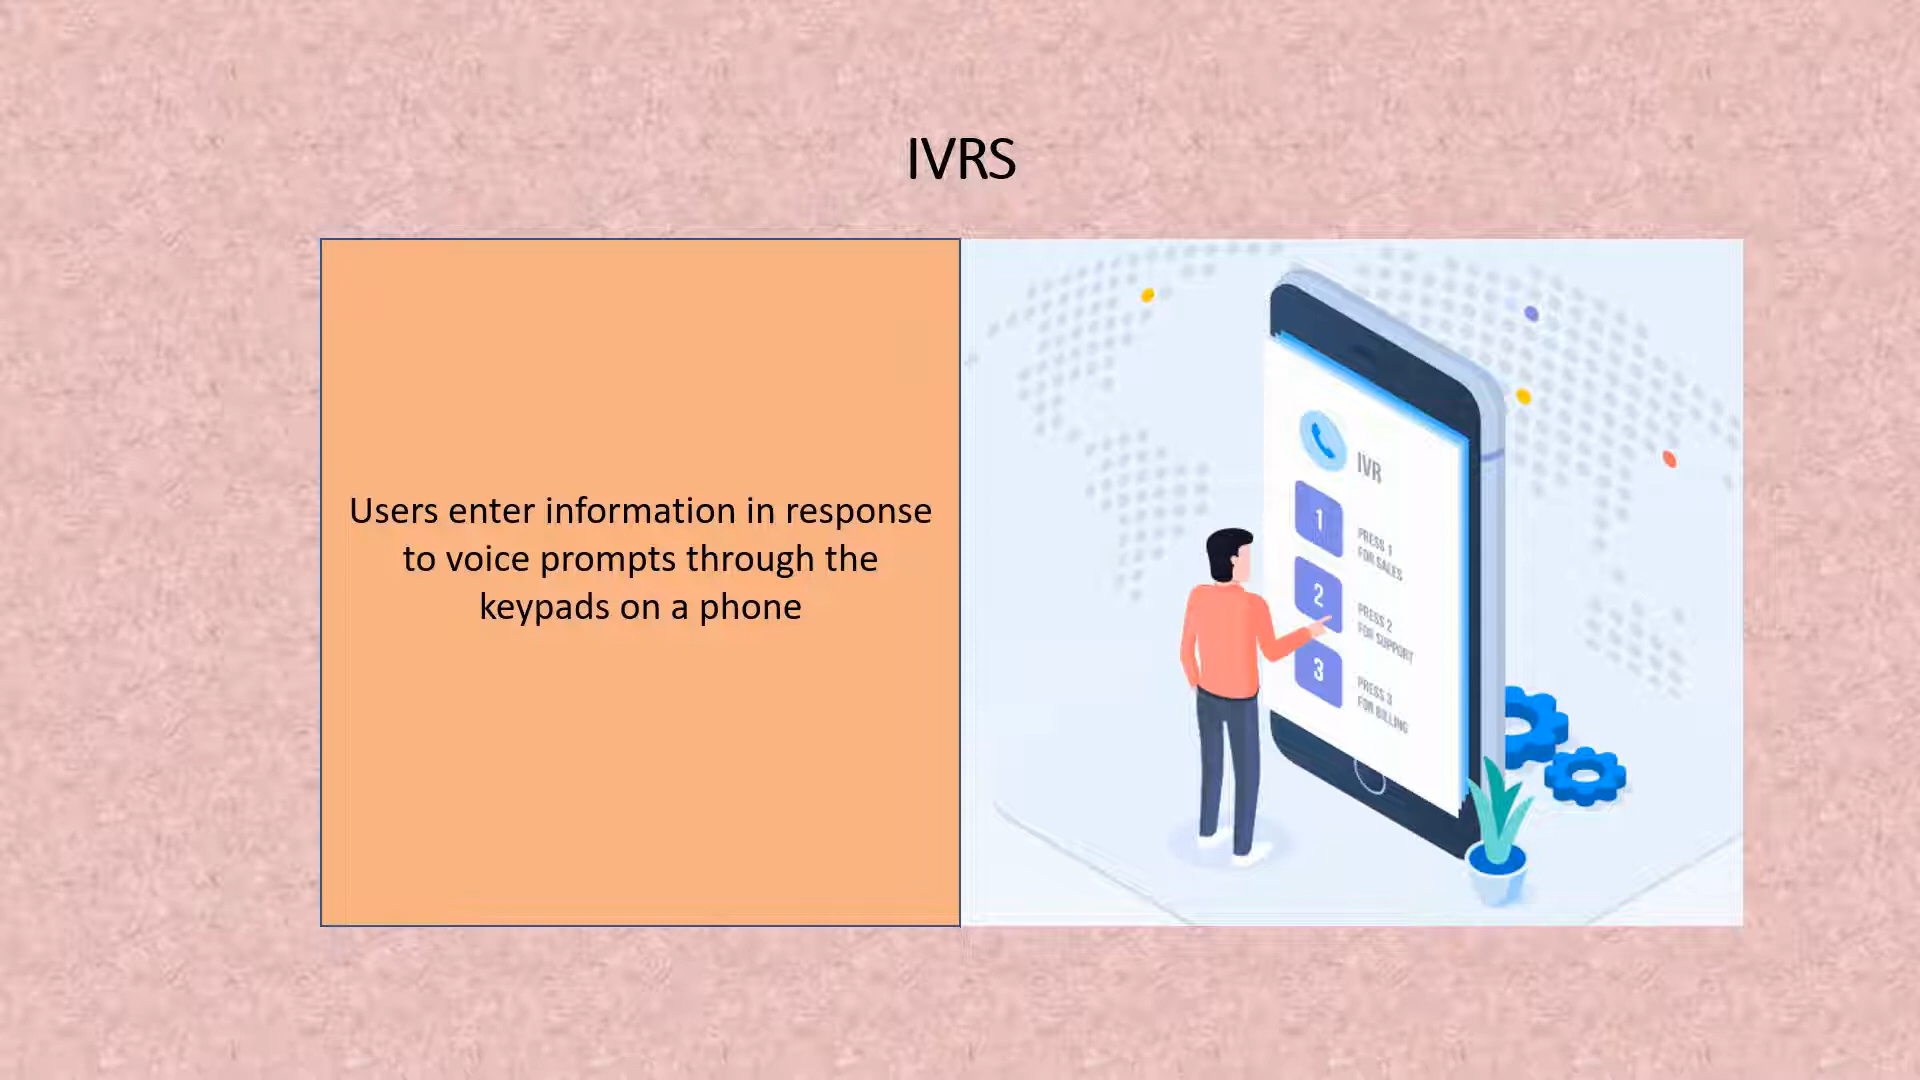 IVRS
Users enter information in response
to voice prompts through the
keypads on a phone
IVR
1
PRESS 1
FOR SALES
2
PRESS 2
FOR SUPPORT
3
PRESS 3
FOR BILLING